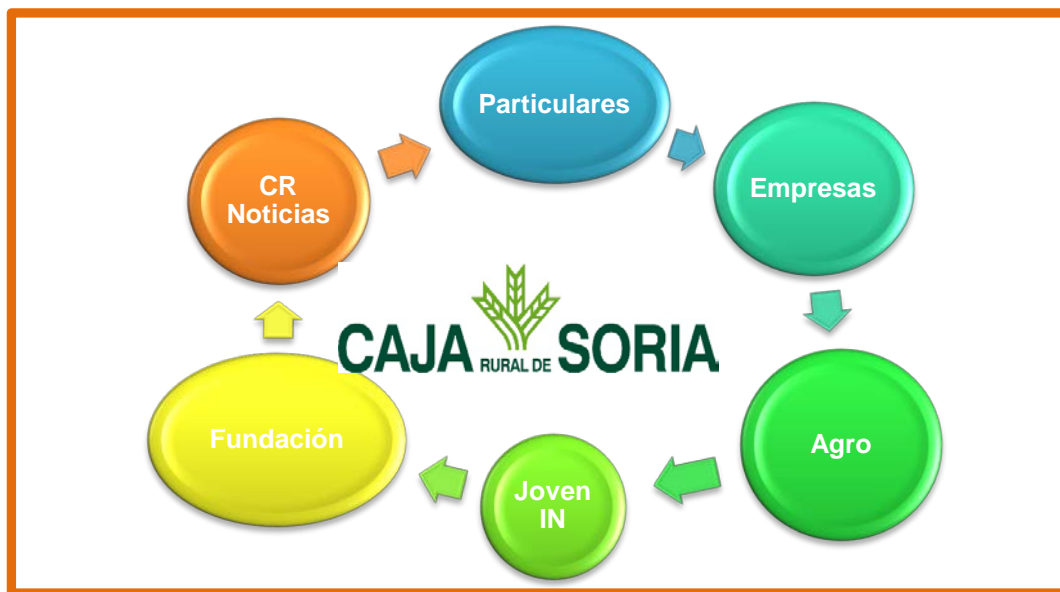 Particulares
Empresas
CR
Noticias
CAJA RURAL DE SORIA
Fundación
Agro
Joven
IN